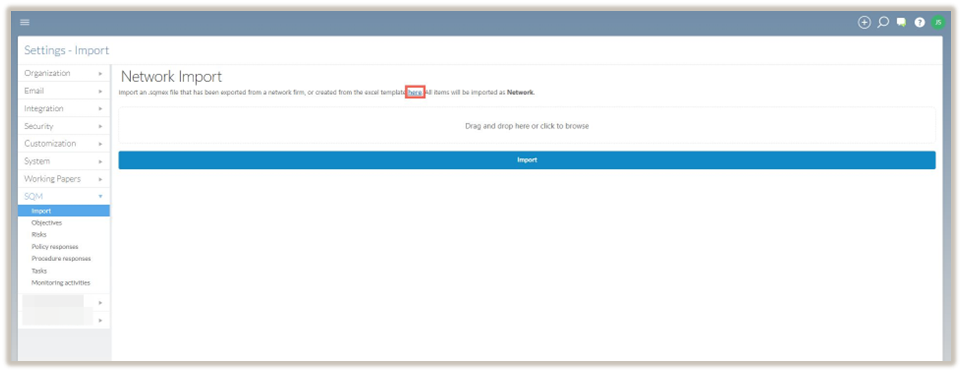 JS
Settings - Import
Organization
Email
Integration
Security
Customization
System
Working Papers
SQM
Import
Objectives
Risks
Policy responses
Procedure responses
Tasks
Monitoring activities
Network Import
Import an .sqmex file that has been exported from a network firm, or created from the excel template here. All items will be imported as Network.
Drag and drop here or click to browse
Import